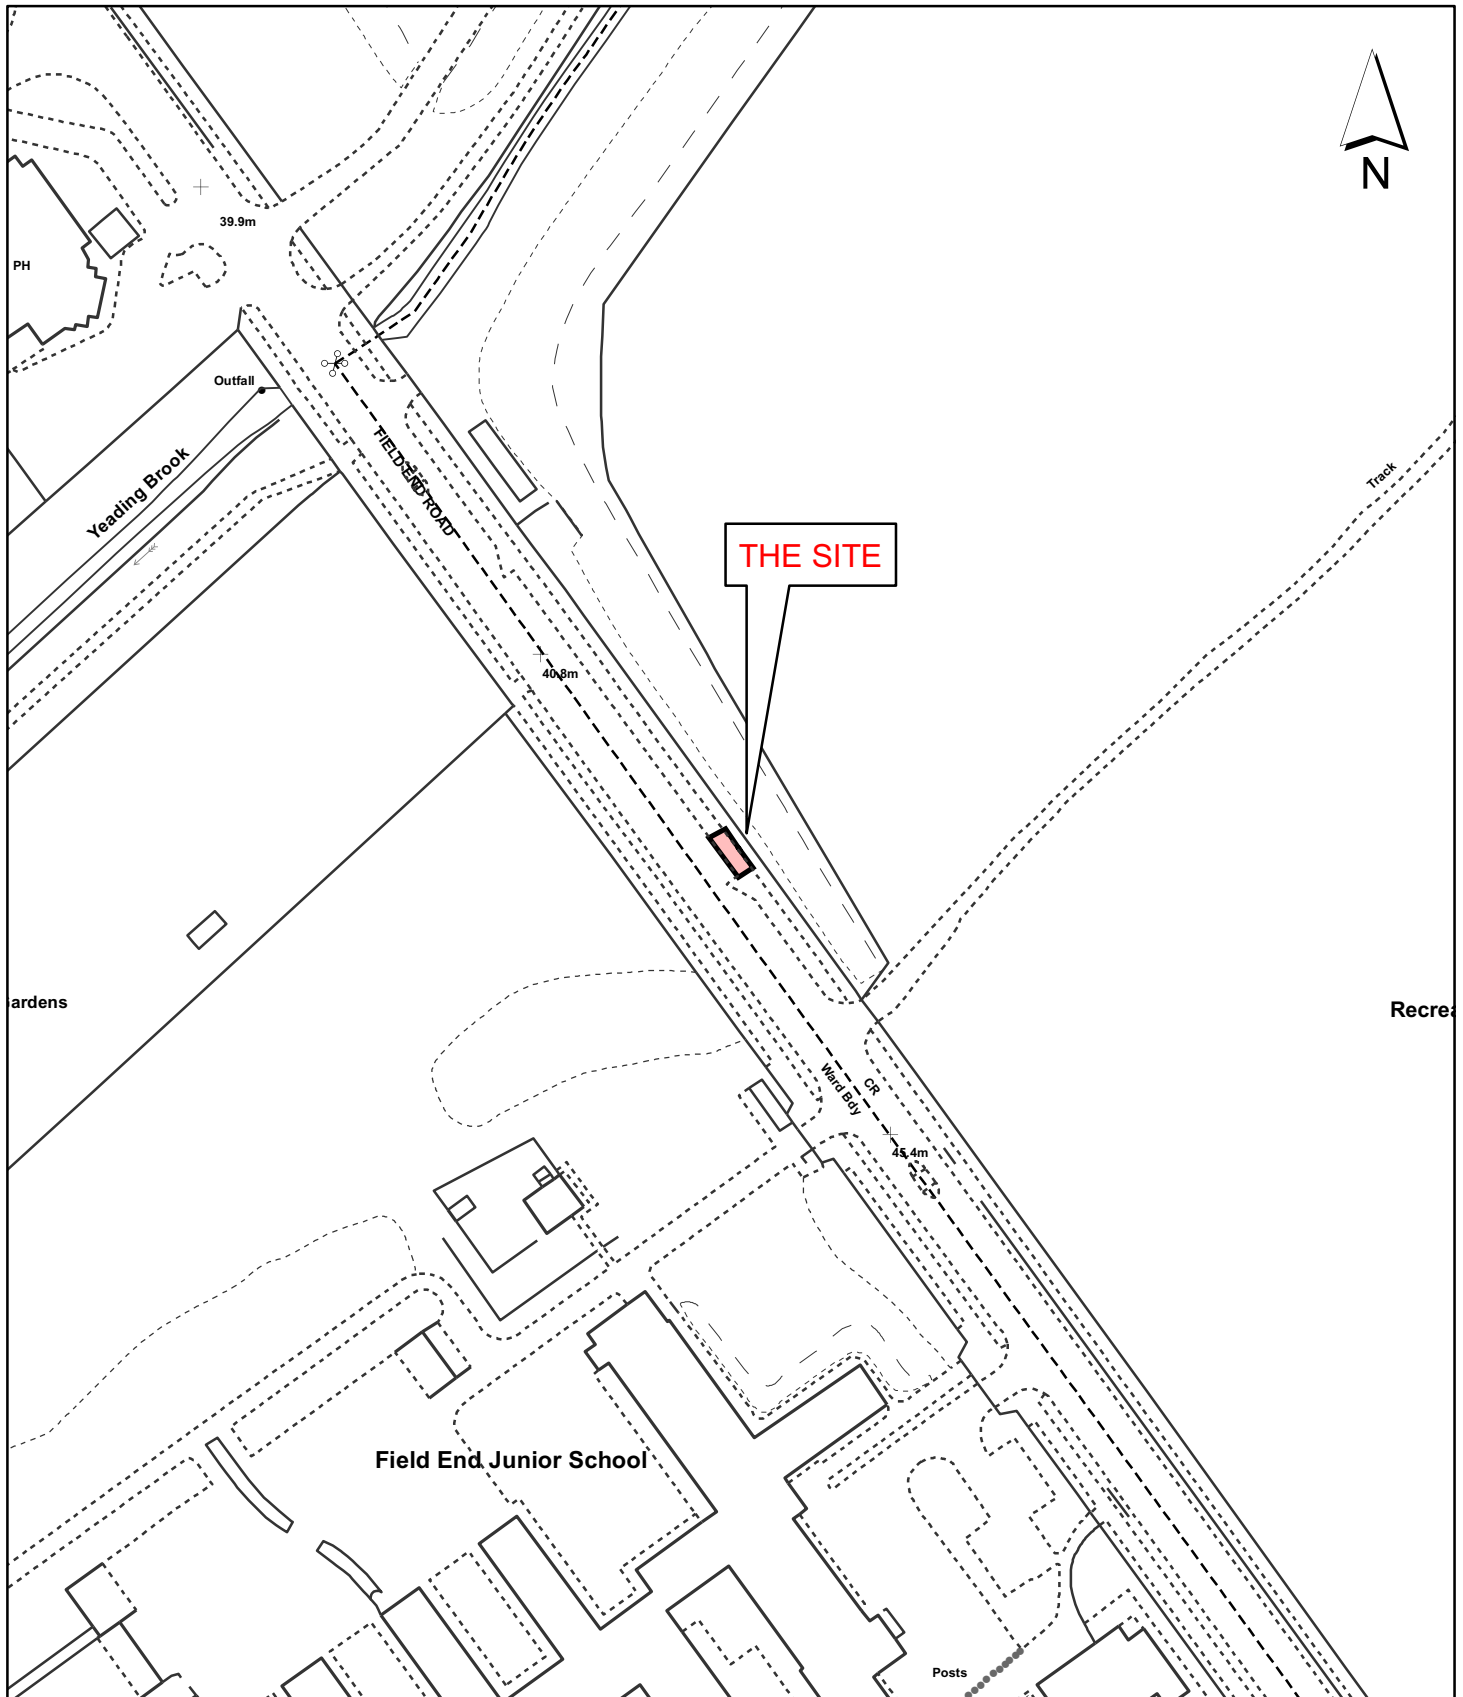 N
39.9m
PH
Outfall
FIELD END ROAD
Yeading Brook
Track
THE SITE
40.8m
ardens
Recrea
Ward Bdy
CR
45.4m
Field End Junior School
Posts